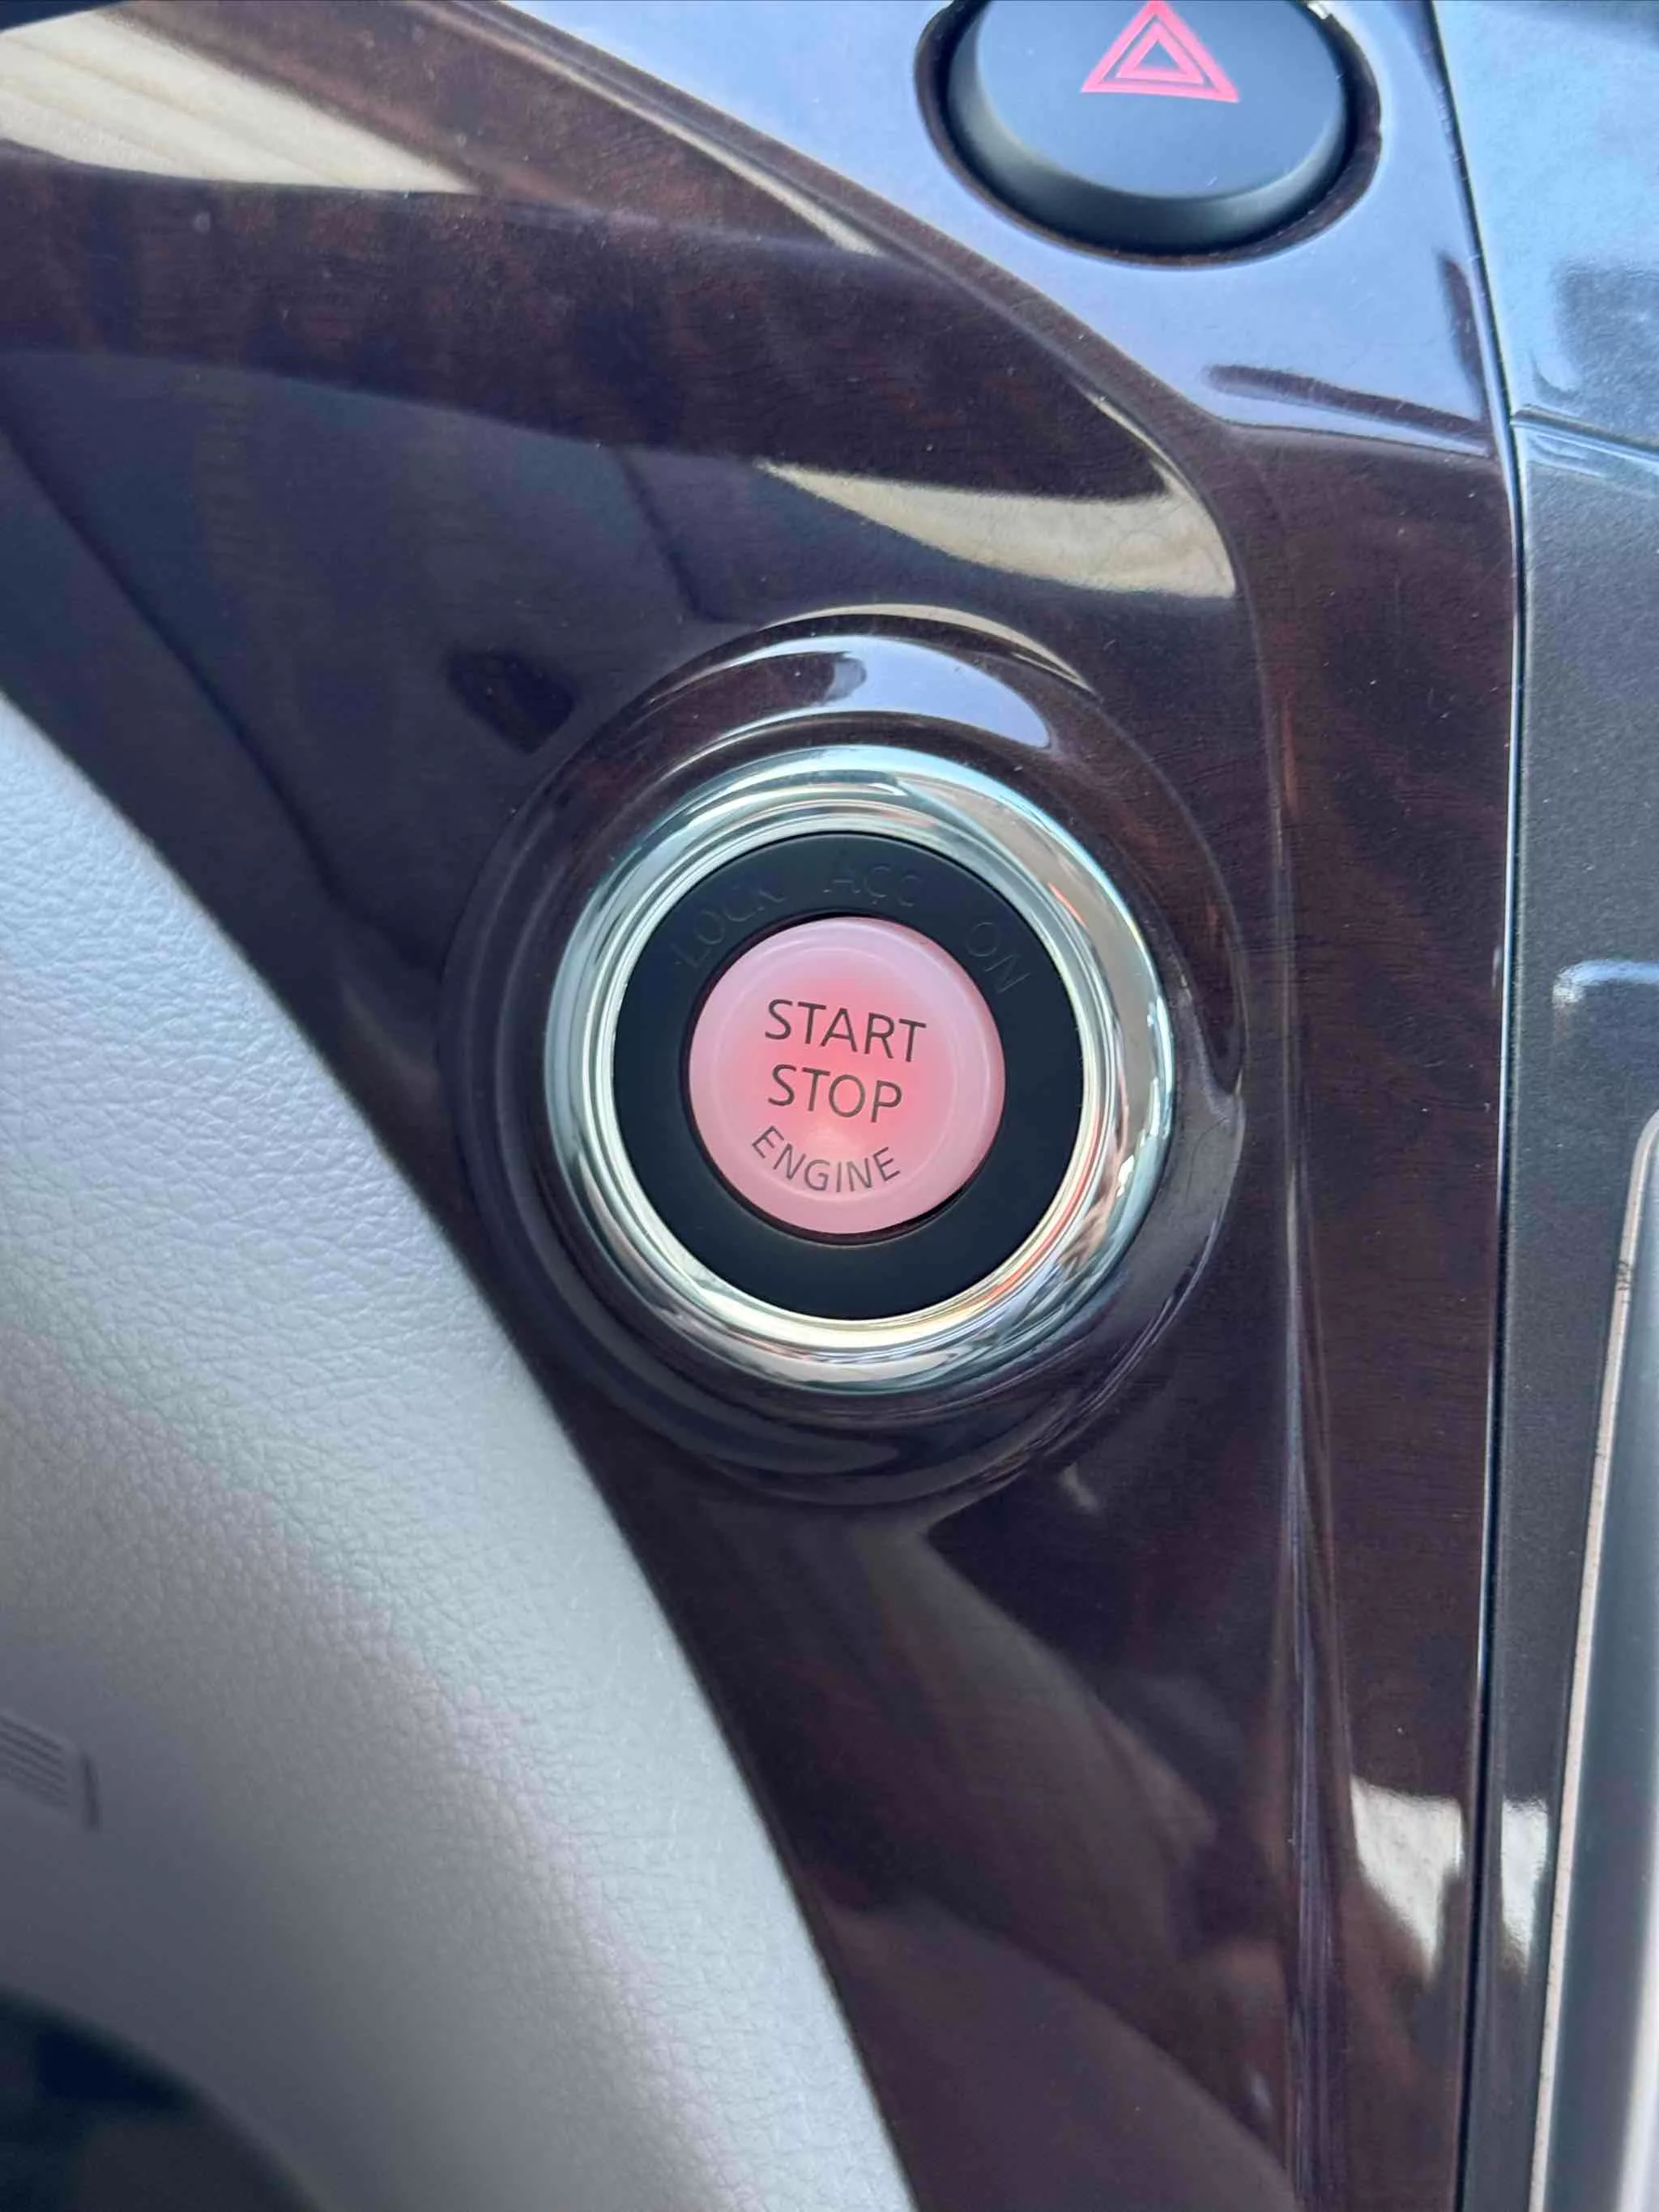 LOCK ACC ON
START
STOP
ENGINE